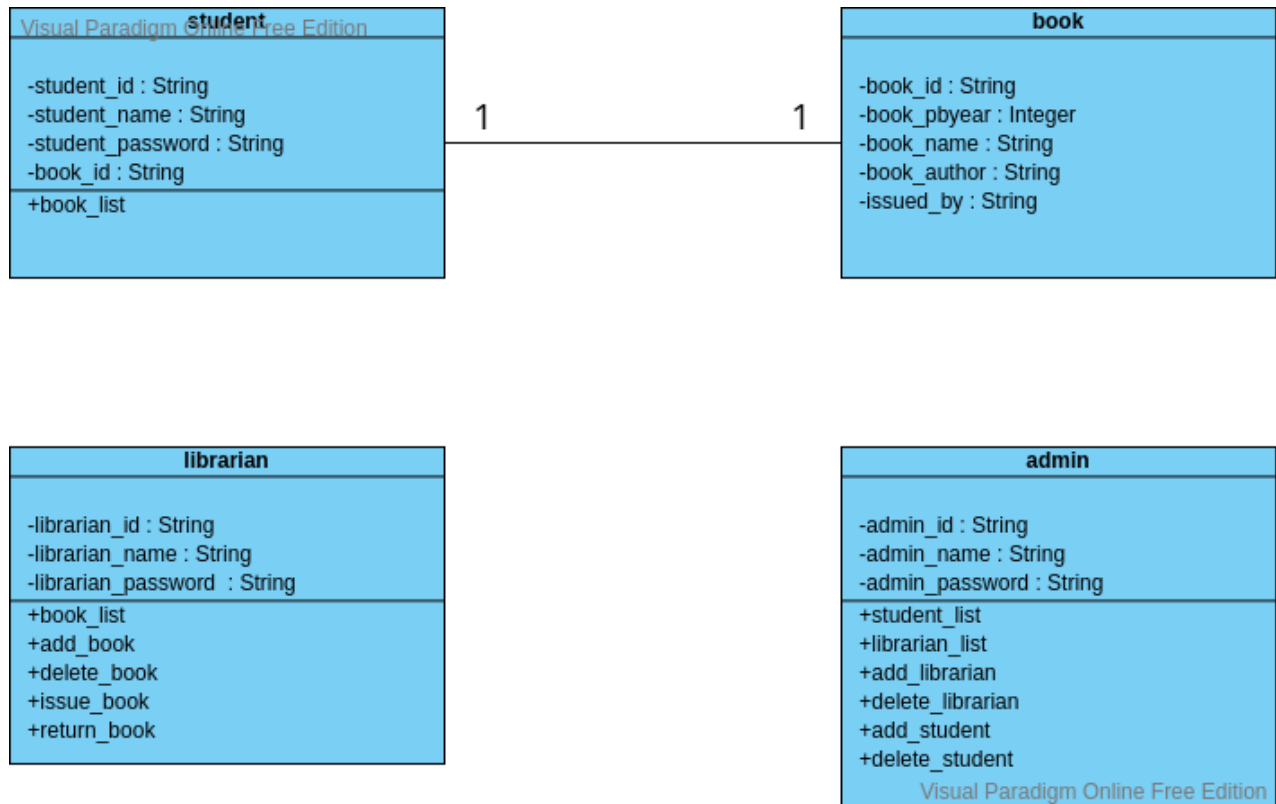 student
Visual Paradigm Online Free Edition
-student_id : String
-student_name : String
-student_password : String
-book_id : String
+book_list
1
1
book
-book_id : String
-book_pbyear : Integer
-book_name : String
-book_author : String
-issued_by : String
librarian
-librarian_id : String
-librarian_name : String
-librarian_password : String
+book_list
+add_book
+delete_book
+issue_book
+return_book
admin
-admin_id : String
-admin_name : String
-admin_password : String
+student_list
+librarian_list
+add_librarian
+delete_librarian
+add_student
+delete_student
Visual Paradigm Online Free Edition